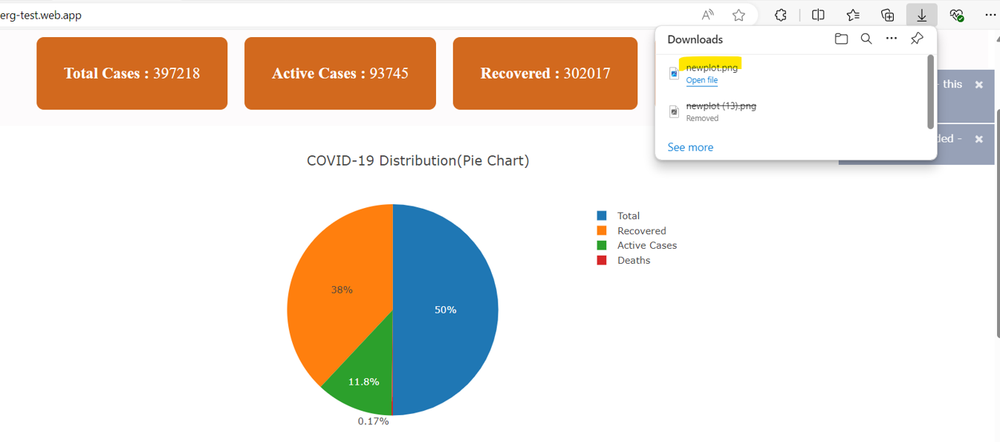 erg-test.web.app
Total Cases : 397218
Active Cases : 93745
Recovered : 302017
Downloads
newplot.png
Open file
newplot (13).png
Removed
See more
this
ded -
COVID-19 Distribution(Pie Chart)
Total
Recovered
Active Cases
Deaths
38%
50%
11.8%
0.17%